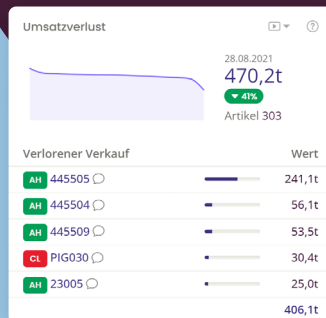 Umsatzverlust
28.08.2021
470,2t
41%
Artikel 303
Verlorener Verkauf Wert
AH 445505 241,1t
AH 445504 56,1t
AH 445509 53,5t
CL PIG030 30,4t
AH 23005 25,0t
406,1t